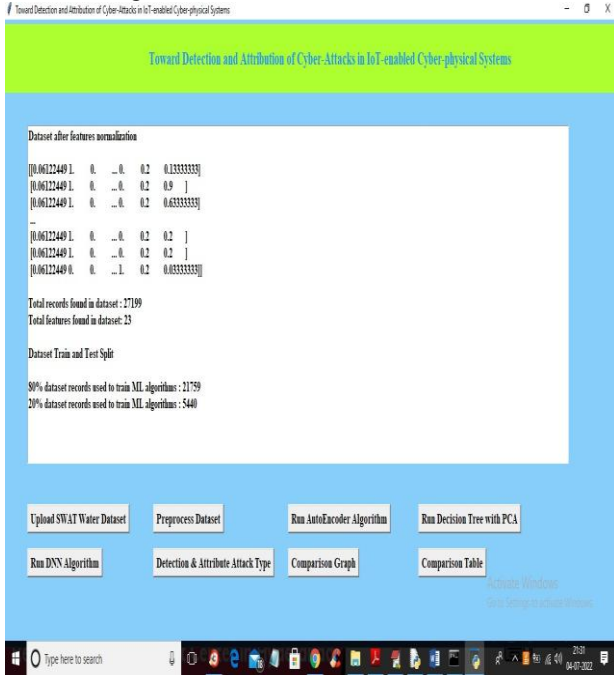 Toward Detection and Attribution of Cyber-Attacks in IoT-enabled Cyber-physical Systems
Toward Detection and Attribution of Cyber-Attacks in IoT-enabled Cyber-physical Systems
Dataset after features normalization
[[0.06122449 1. 0. ... 0. 0.2 0.13333333]
[0.06122449 1. 0. ... 0. 0.2 0.9 ]
[0.06122449 1. 0. ... 0. 0.2 0.63333333]
...
[0.06122449 1. 0. ... 0. 0.2 0.2 ]
[0.06122449 1. 0. ... 0. 0.2 0.2 ]
[0.06122449 0. 0. ... 1. 0.2 0.03333333]]
Total records found in dataset : 27199
Total features found in dataset: 23
Dataset Train and Test Split
80% dataset records used to train ML algorithms : 21759
20% dataset records used to train ML algorithms : 5440
Upload SWAT Water Dataset Preprocess Dataset Run AutoEncoder Algorithm Run Decision Tree with PCA
Run DNN Algorithm Detection & Attribute Attack Type Comparison Graph Comparison Table
Activate Windows
Go to Settings to activate Windows.
Type here to search
21:31
04-07-2022